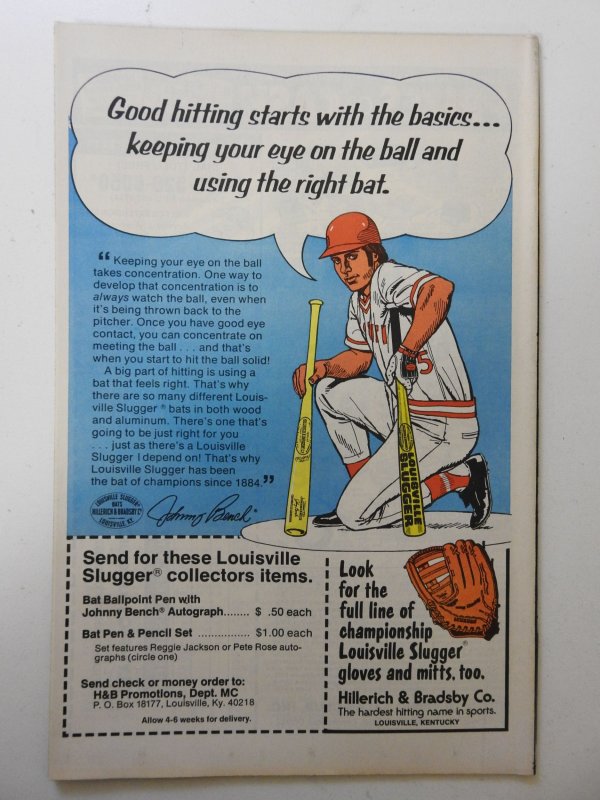 Good hitting starts with the basics...
keeping your eye on the ball and
using the right bat.
“ Keeping your eye on the ball
takes concentration. One way to
develop that concentration is to
always watch the ball, even when
it's being thrown back to the
pitcher. Once you have good eye
contact, you can concentrate on
meeting the ball . . . and that's
when you start to hit the ball solid!
A big part of hitting is using a
bat that feels right. That's why
there are so many different Louis-
ville Slugger® bats in both wood
and aluminum. There's one that's
going to be just right for you
. . . just as there's a Louisville
Slugger I depend on! That's why
Louisville Slugger has been
the bat of champions since 1884.”
LOUISVILLE SLUGGER
BATS
HILLERICH & BRADSBY Co
LOUISVILLE, KY.
Johnny Bench®
5
LOUISVILLE
SLUGGER
Send for these Louisville
Slugger® collectors items.
Bat Ballpoint Pen with
Johnny Bench® Autograph........ $ .50 each
Bat Pen & Pencil Set ................ $1.00 each
Set features Reggie Jackson or Pete Rose auto-
graphs (circle one)
Send check or money order to:
H&B Promotions, Dept. MC
P. O. Box 18177, Louisville, Ky. 40218
Allow 4-6 weeks for delivery.
Look
for the
full line of
championship
Louisville Slugger®
gloves and mitts, too.
Hillerich & Bradsby Co.
The hardest hitting name in sports.
LOUISVILLE, KENTUCKY